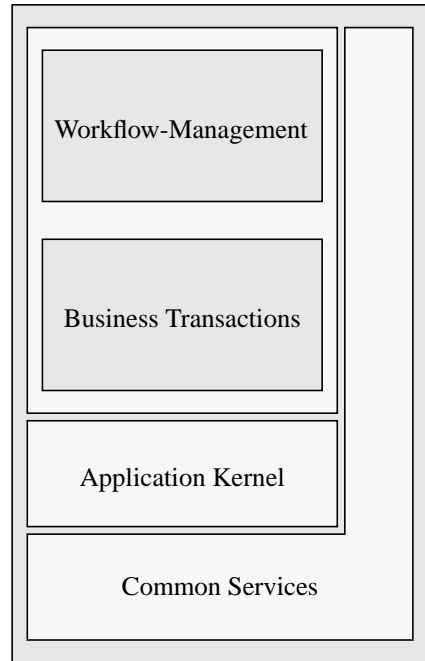 Workflow-Management
Business Transactions
Application Kernel
Common Services